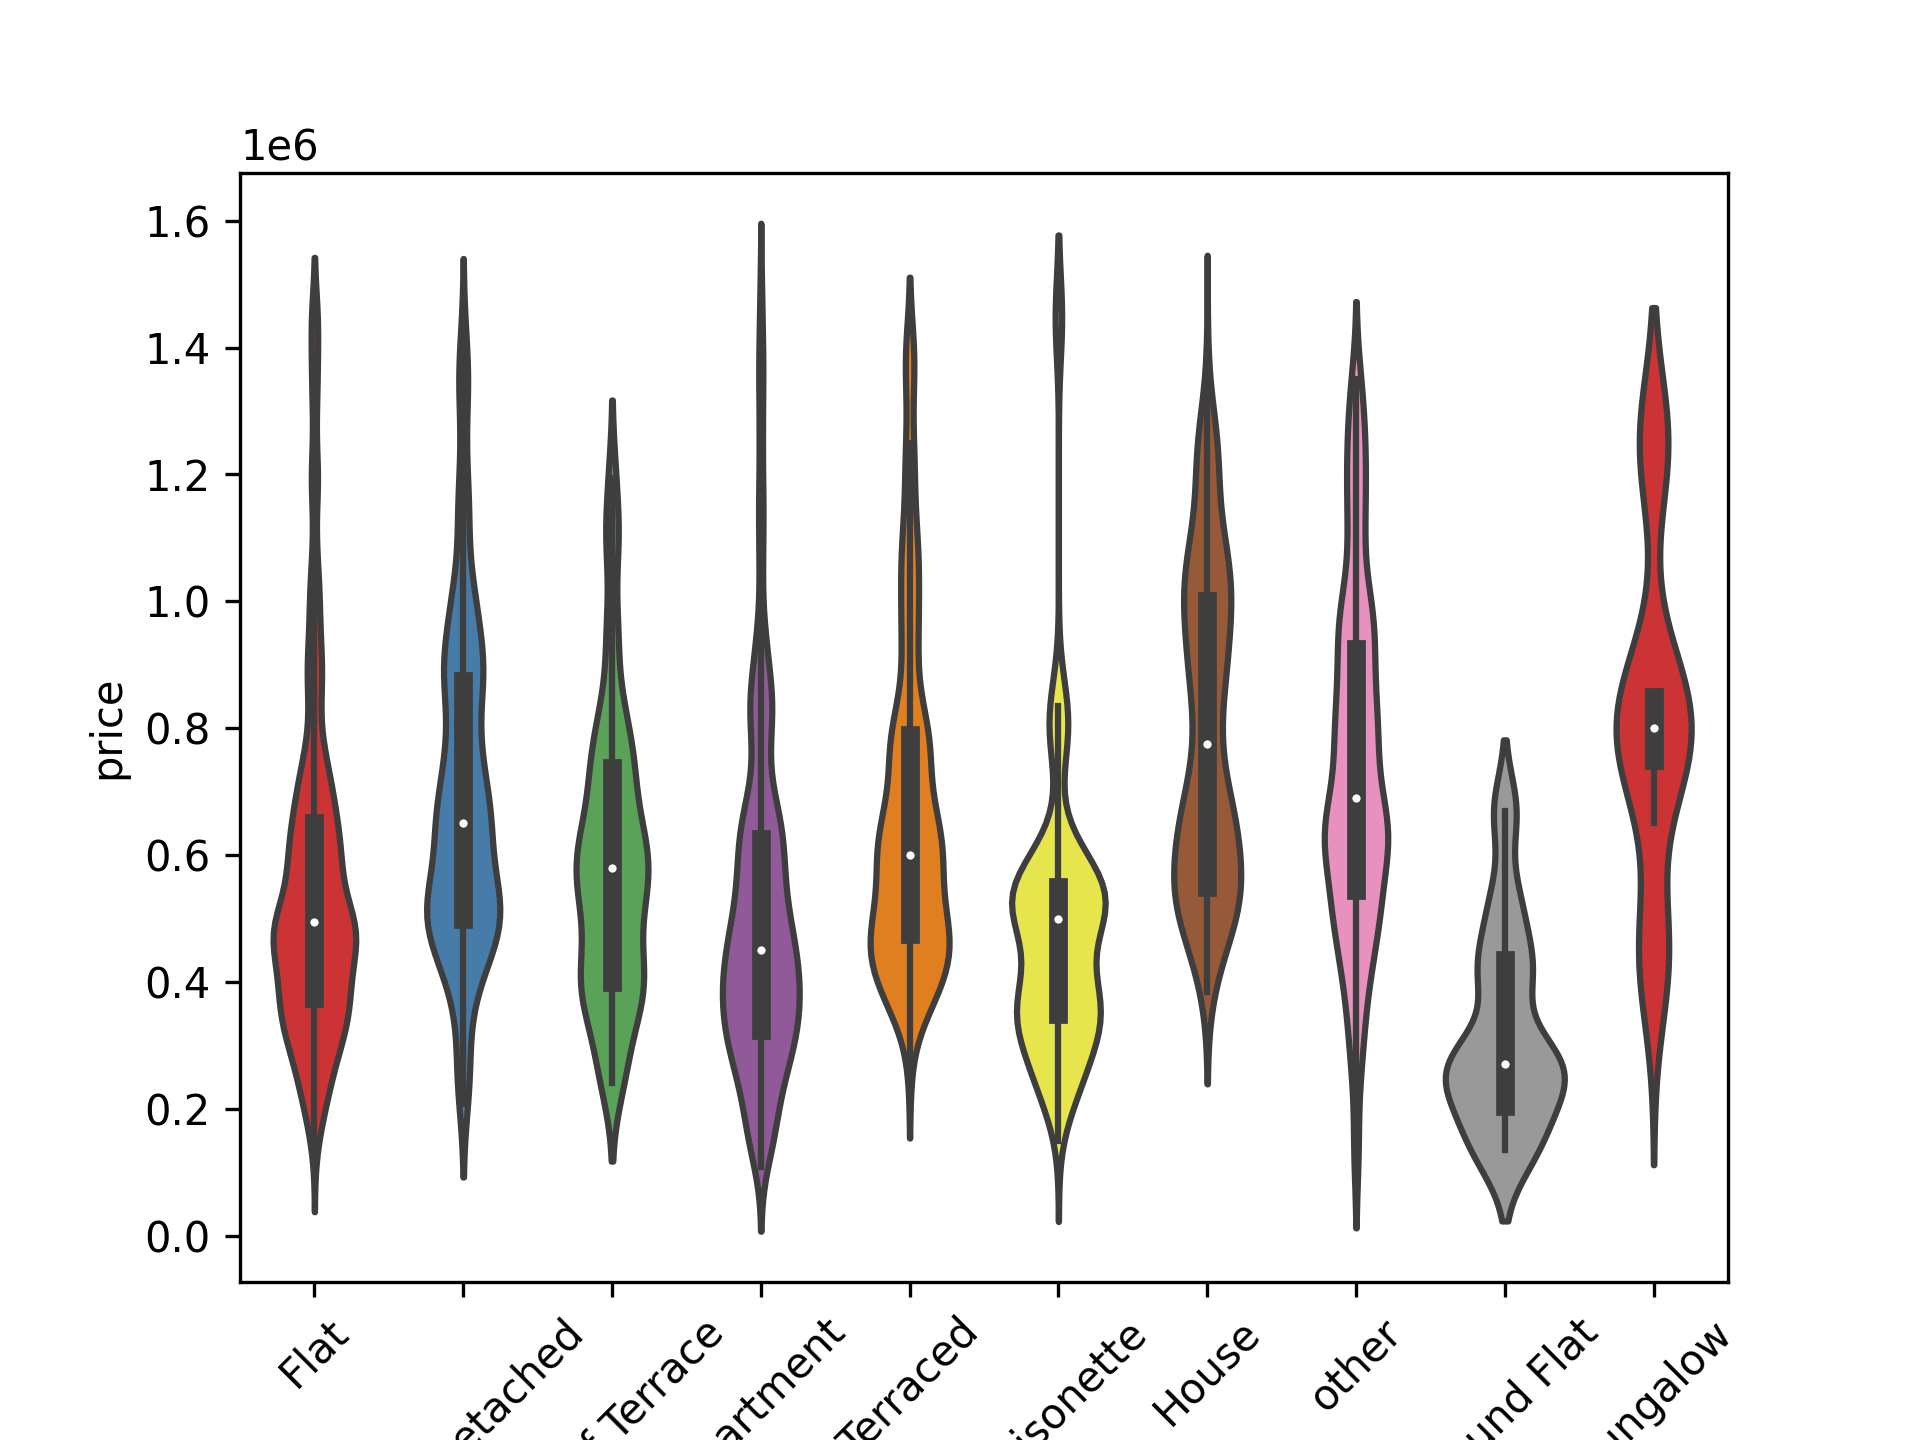 1e6
1.6
1.4
1.2
1.0
0.8
0.6
0.4
0.2
0.0
price
Flat
etached
f Terrace
artment
Terraced
isonette
House
other
und Flat
ngalow